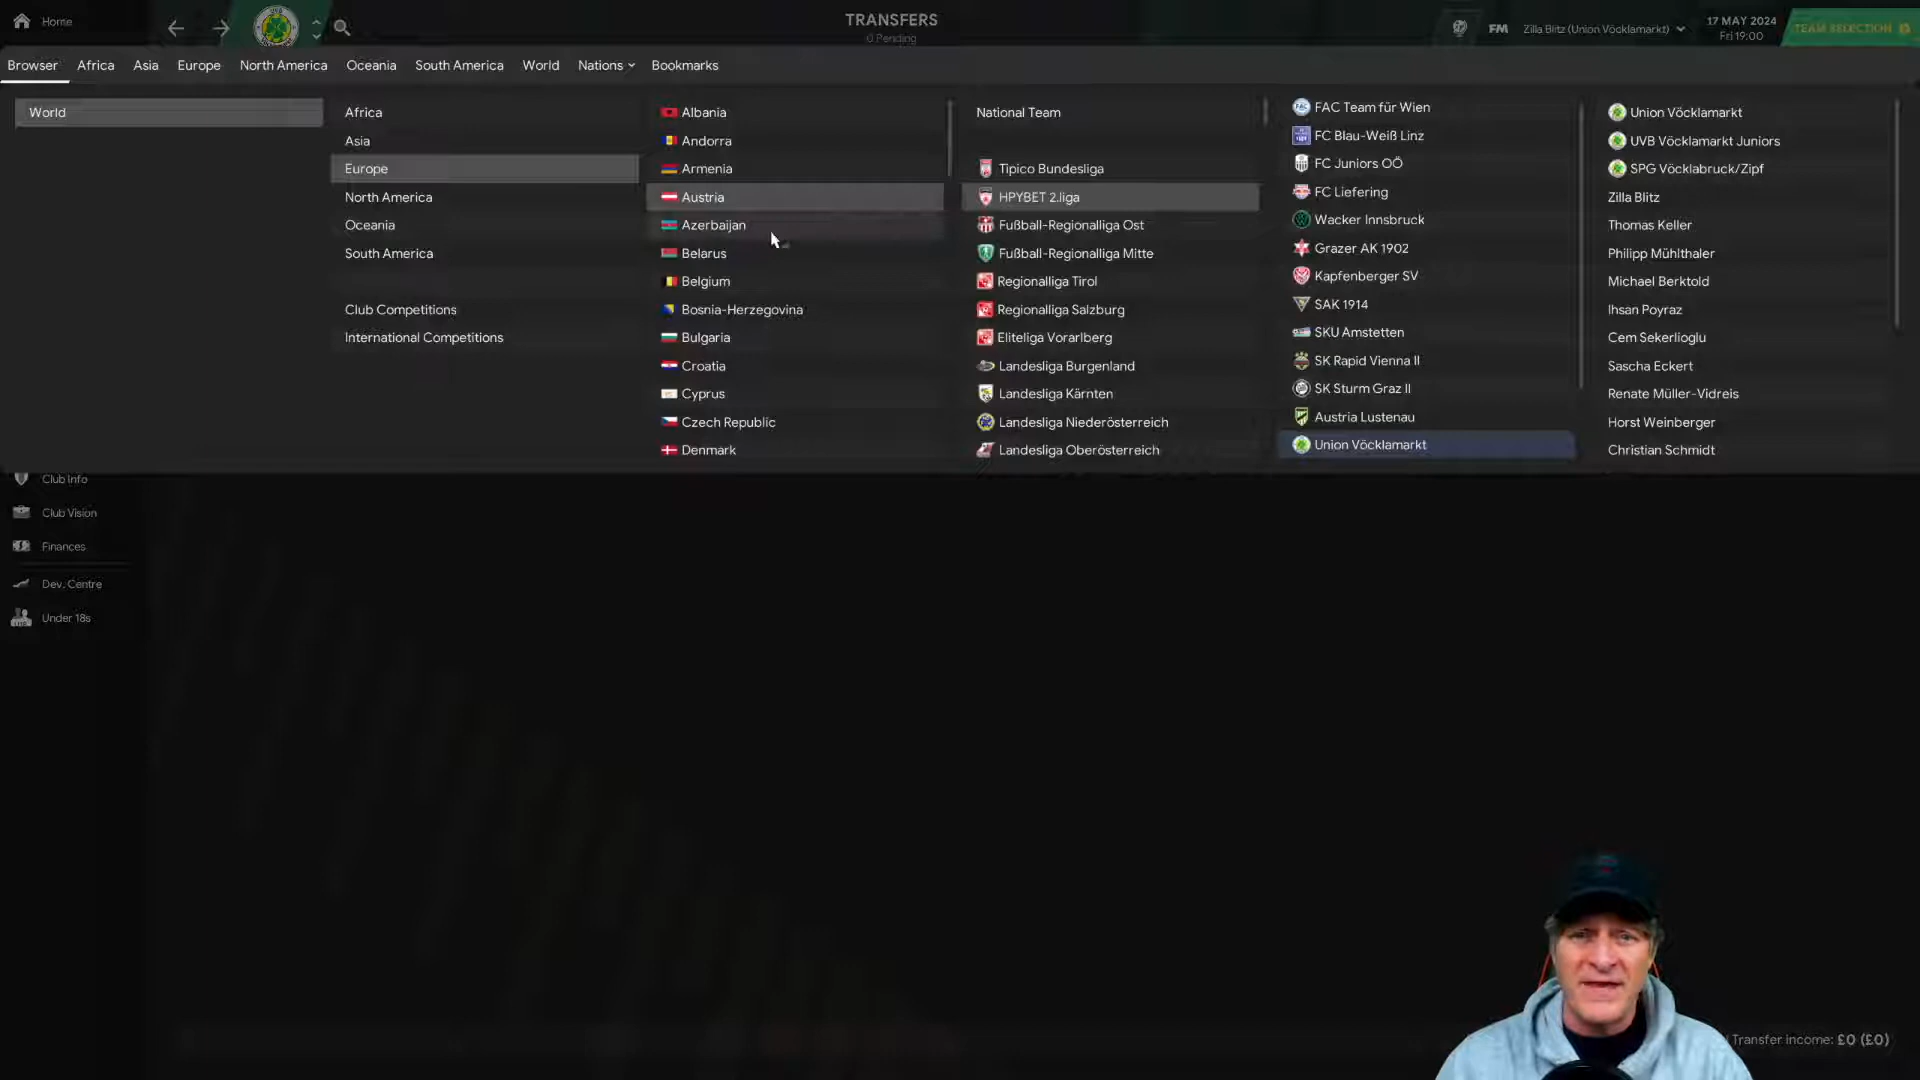 Home
TRANSFERS
0 Pending
FM
Zilla Blitz (Union Vöcklamarkt)
17 MAY 2024
Fri 19:00
TEAM SELECTION
Browser
Africa
Asia
Europe
North America
Oceania
South America
World
Nations
Bookmarks
World
Africa
Asia
Europe
North America
Oceania
South America
Club Competitions
International Competitions
Albania
Andorra
Armenia
Austria
Azerbaijan
Belarus
Belgium
Bosnia-Herzegovina
Bulgaria
Croatia
Cyprus
Czech Republic
Denmark
National Team
Tipico Bundesliga
HPYBET 2.liga
Fußball-Regionalliga Ost
Fußball-Regionalliga Mitte
Regionalliga Tirol
Regionalliga Salzburg
Eliteliga Vorarlberg
Landesliga Burgenland
Landesliga Kärnten
Landesliga Niederösterreich
Landesliga Oberösterreich
FAC Team für Wien
FC Blau-Weiß Linz
FC Juniors OÖ
FC Liefering
Wacker Innsbruck
Grazer AK 1902
Kapfenberger SV
SAK 1914
SKU Amstetten
SK Rapid Vienna II
SK Sturm Graz II
Austria Lustenau
Union Vöcklamarkt
Union Vöcklamarkt
UVB Vöcklamarkt Juniors
SPG Vöcklabruck/Zipf
Zilla Blitz
Thomas Keller
Philipp Mühlthaler
Michael Berktold
Ihsan Poyraz
Cem Sekerlioglu
Sascha Eckert
Renate Müller-Vidreis
Horst Weinberger
Christian Schmidt
Club Info
Club Vision
Finances
Dev. Centre
Under 18s
Transfer Income: £0 (£0)